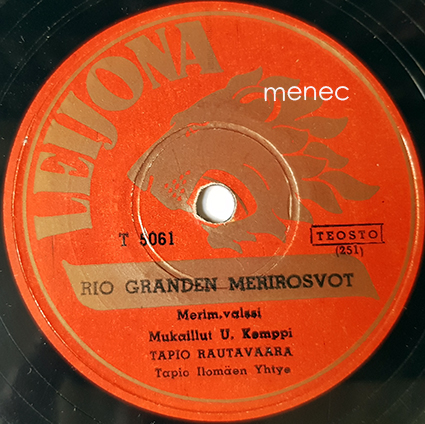 LEIJONA
menec
T 5061
TEOSTO
(251)
RIO GRANDEN MERIROSVOT
Merim.valssi
Mukaillut U. Kemppi
TAPIO RAUTAVAARA
Tapio Ilomäen Yhtye